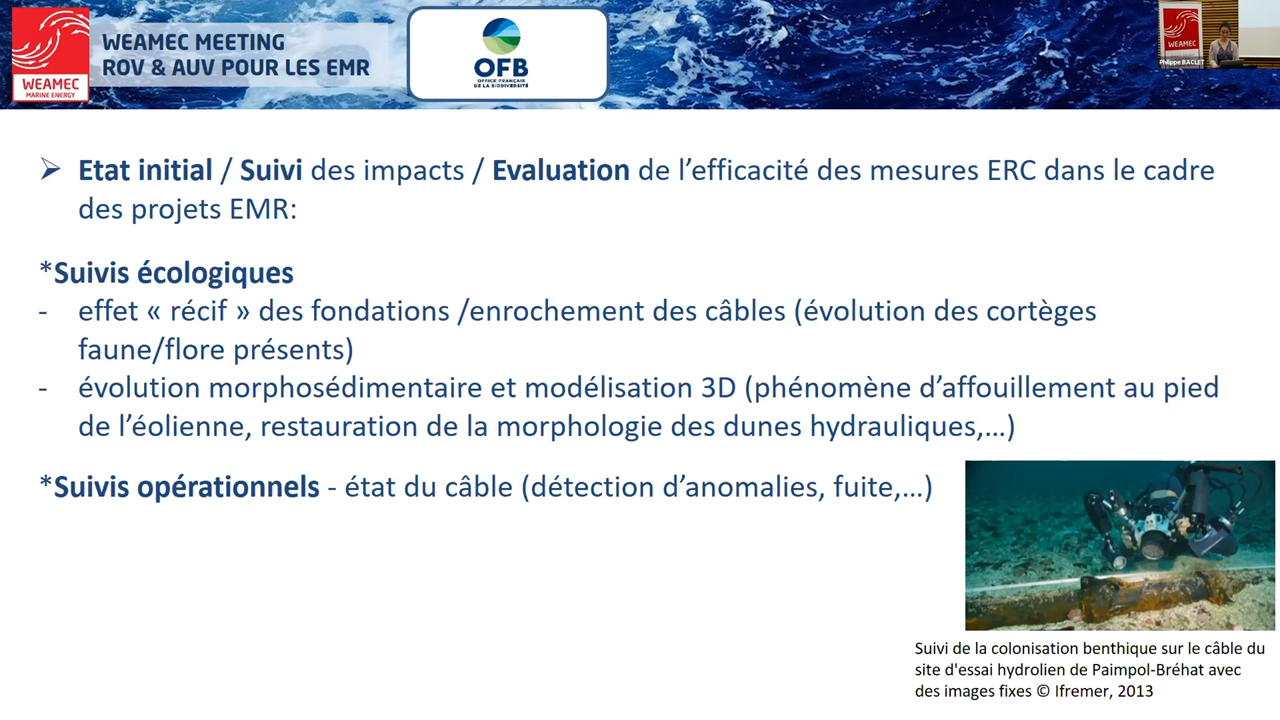 WEAMEC
MARINE ENERGY
WEAMEC MEETING
ROV & AUV POUR LES EMR
OFB
OFFICE FRANÇAIS
DE LA BIODIVERSITÉ
WEAMEC
Philippe BACLET
➢ Etat initial / Suivi des impacts / Evaluation de l’efficacité des mesures ERC dans le cadre
des projets EMR:
*Suivis écologiques
- effet « récif » des fondations /enrochement des câbles (évolution des cortèges
faune/flore présents)
- évolution morphosédimentaire et modélisation 3D (phénomène d’affouillement au pied
de l’éolienne, restauration de la morphologie des dunes hydrauliques,...)
*Suivis opérationnels - état du câble (détection d’anomalies, fuite,...)
Suivi de la colonisation benthique sur le câble du
site d'essai hydrolien de Paimpol-Bréhat avec
des images fixes © Ifremer, 2013